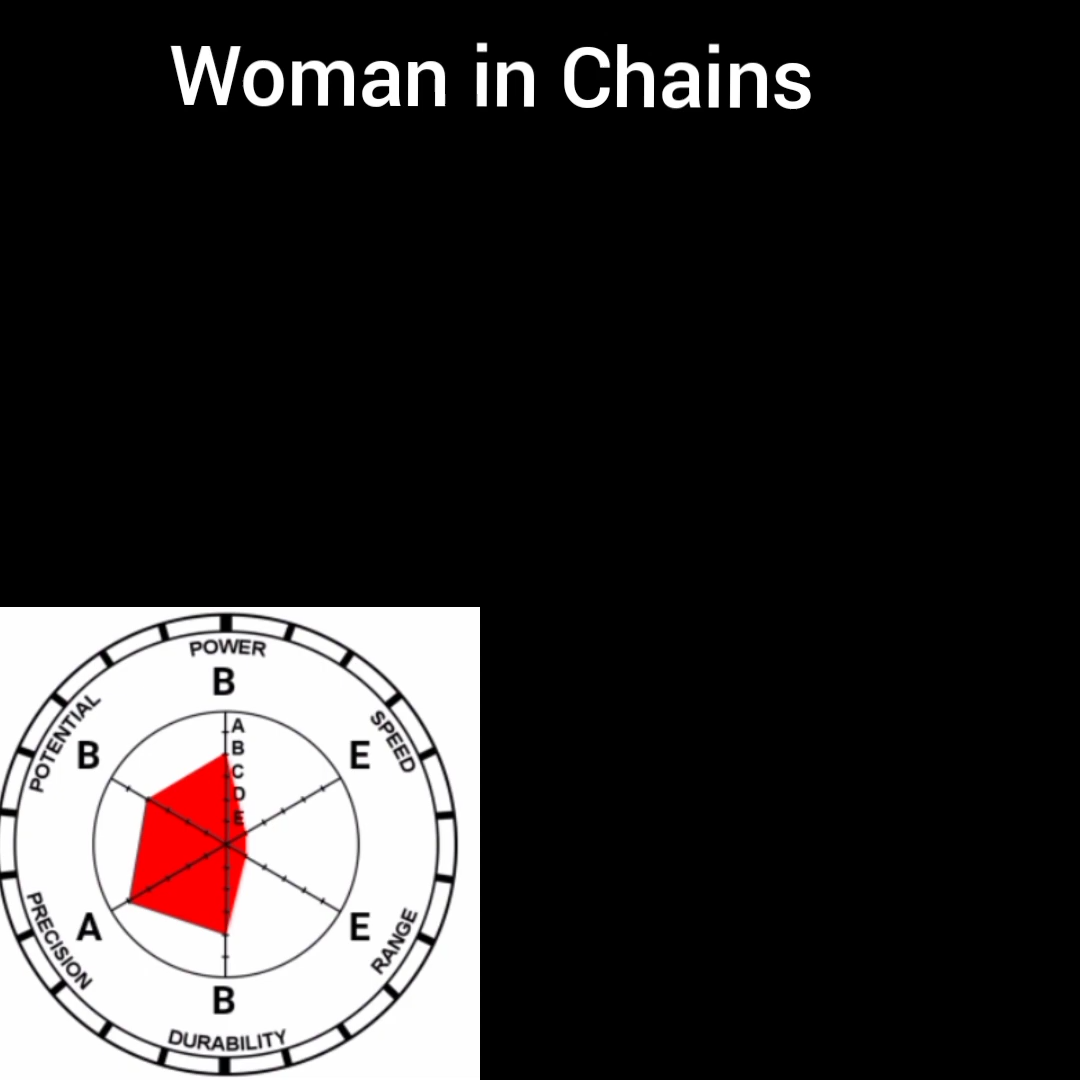 Woman in Chains
POWER
B
SPEED
E
RANGE
E
DURABILITY
B
PRECISION
A
POTENTIAL
B
A
B
C
D
E